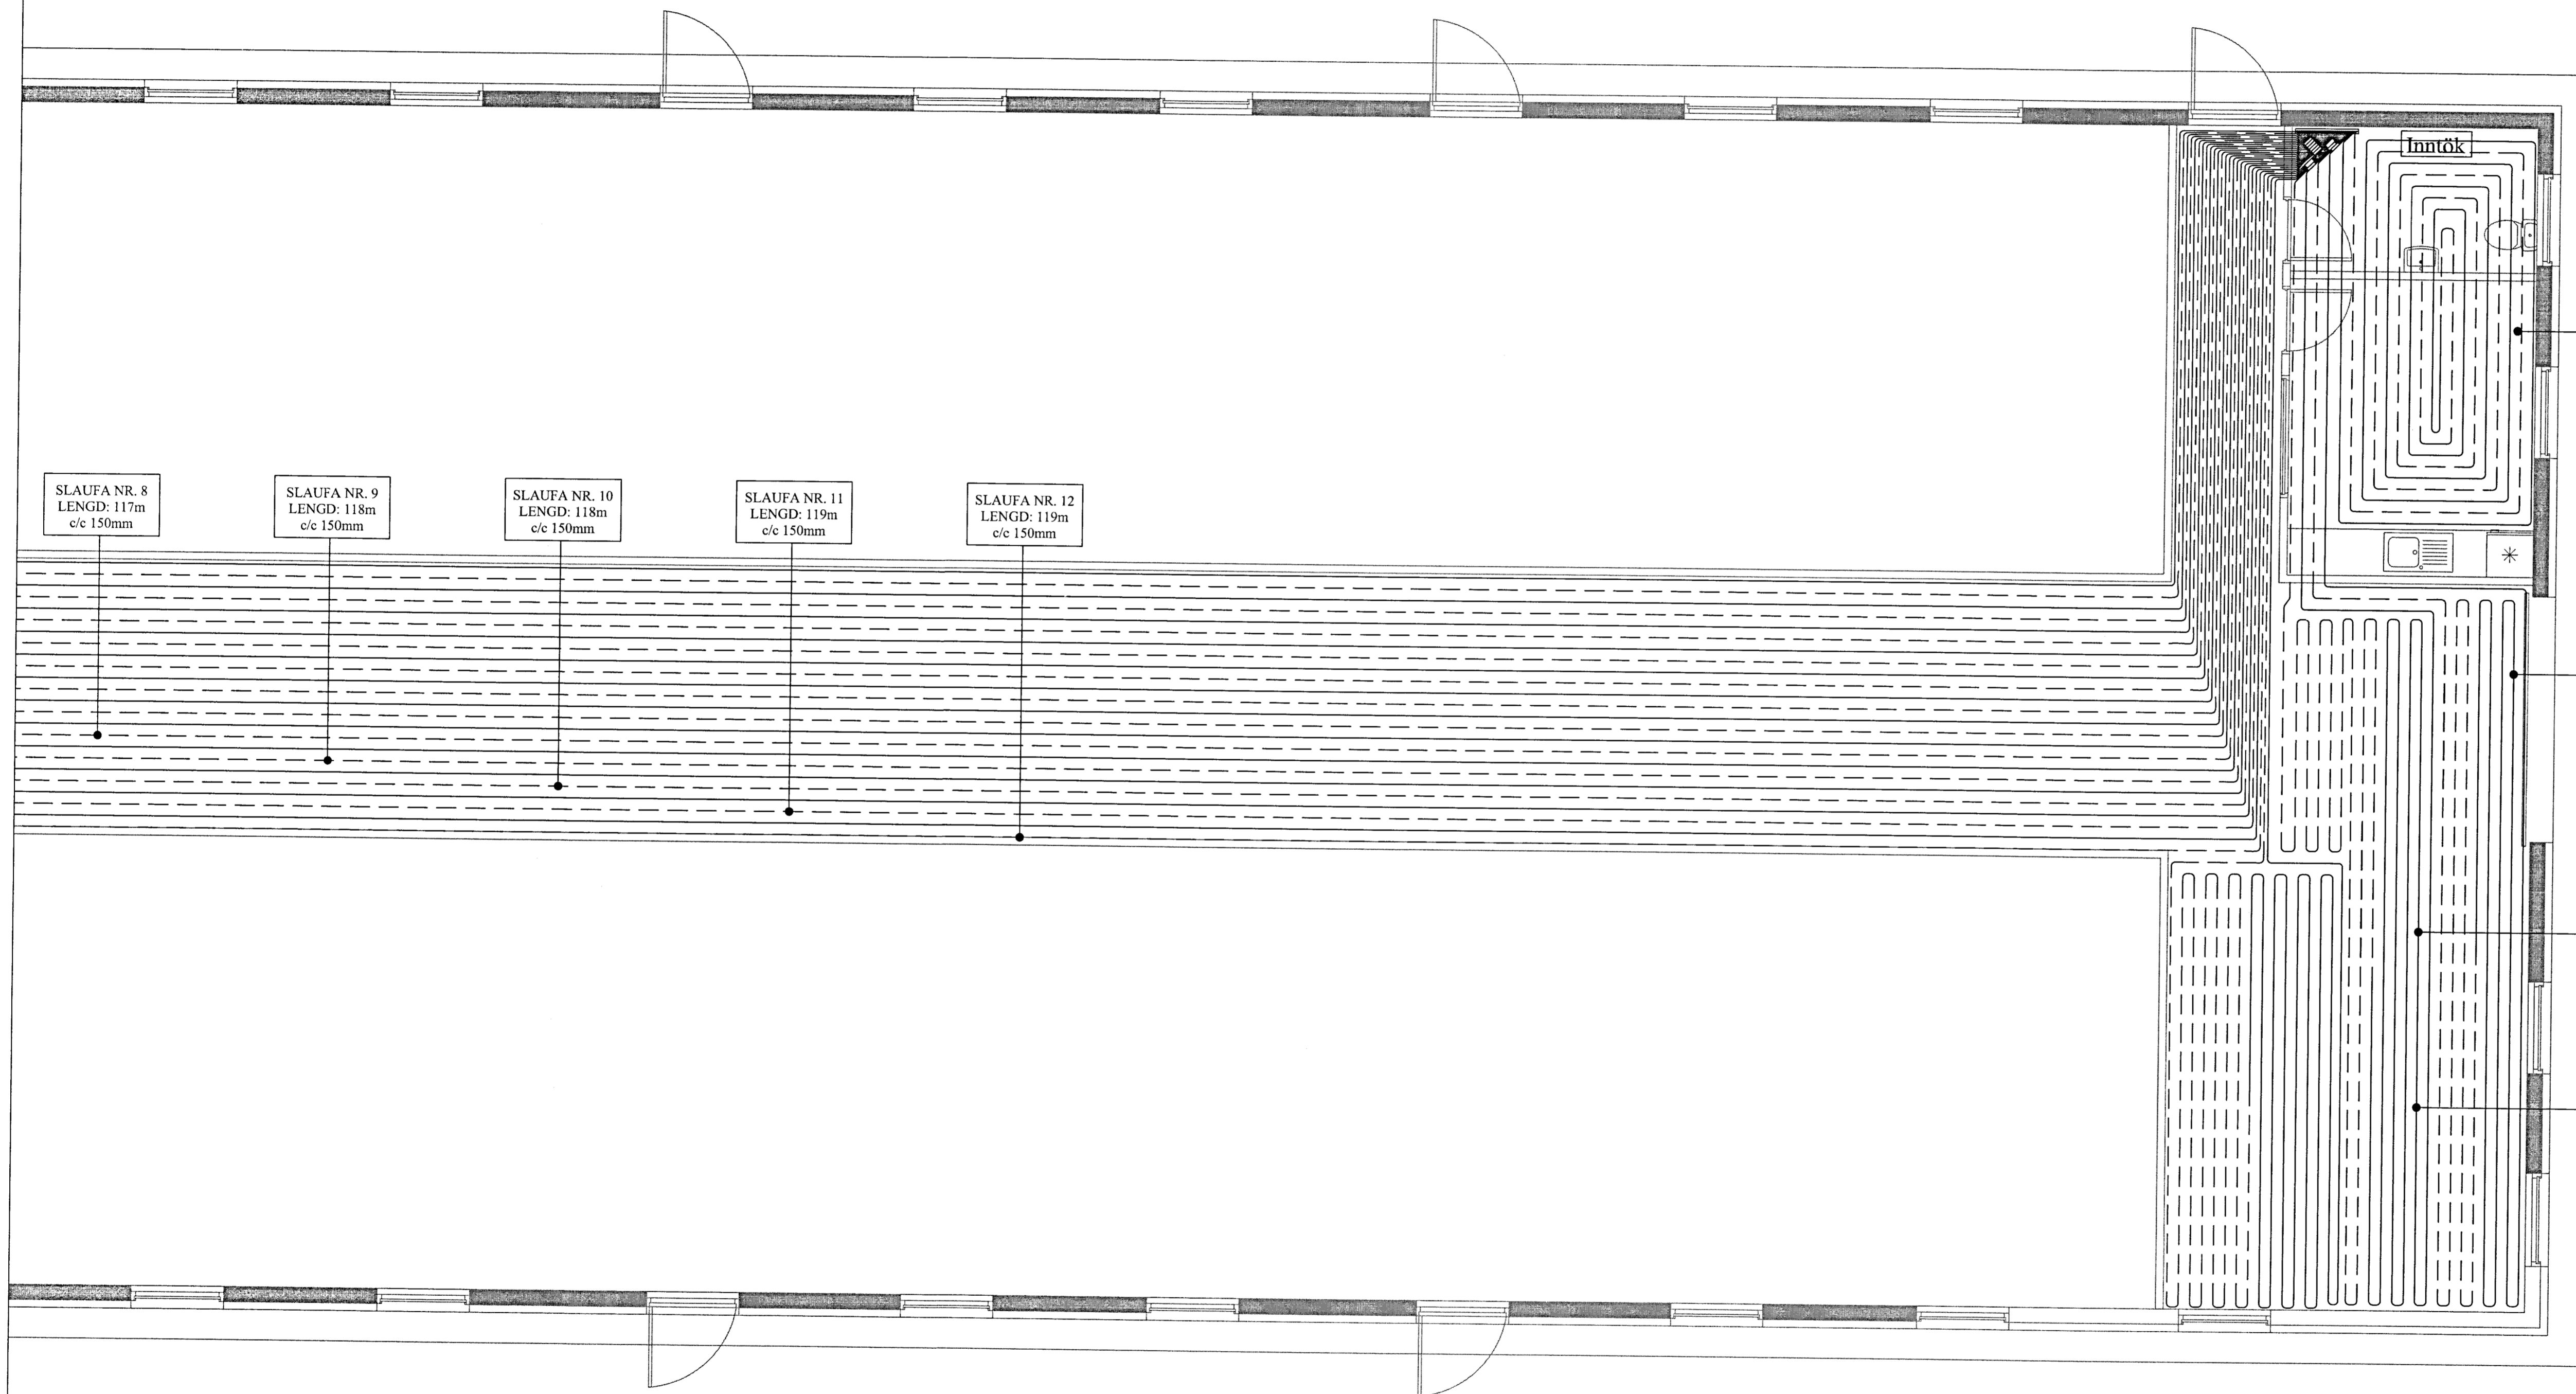 Inntök
SLAUFA NR. 8
LENGD: 117m
c/c 150mm
SLAUFA NR. 9
LENGD: 118m
c/c 150mm
SLAUFA NR. 10
LENGD: 118m
c/c 150mm
SLAUFA NR. 11
LENGD: 119m
c/c 150mm
SLAUFA NR. 12
LENGD: 119m
c/c 150mm